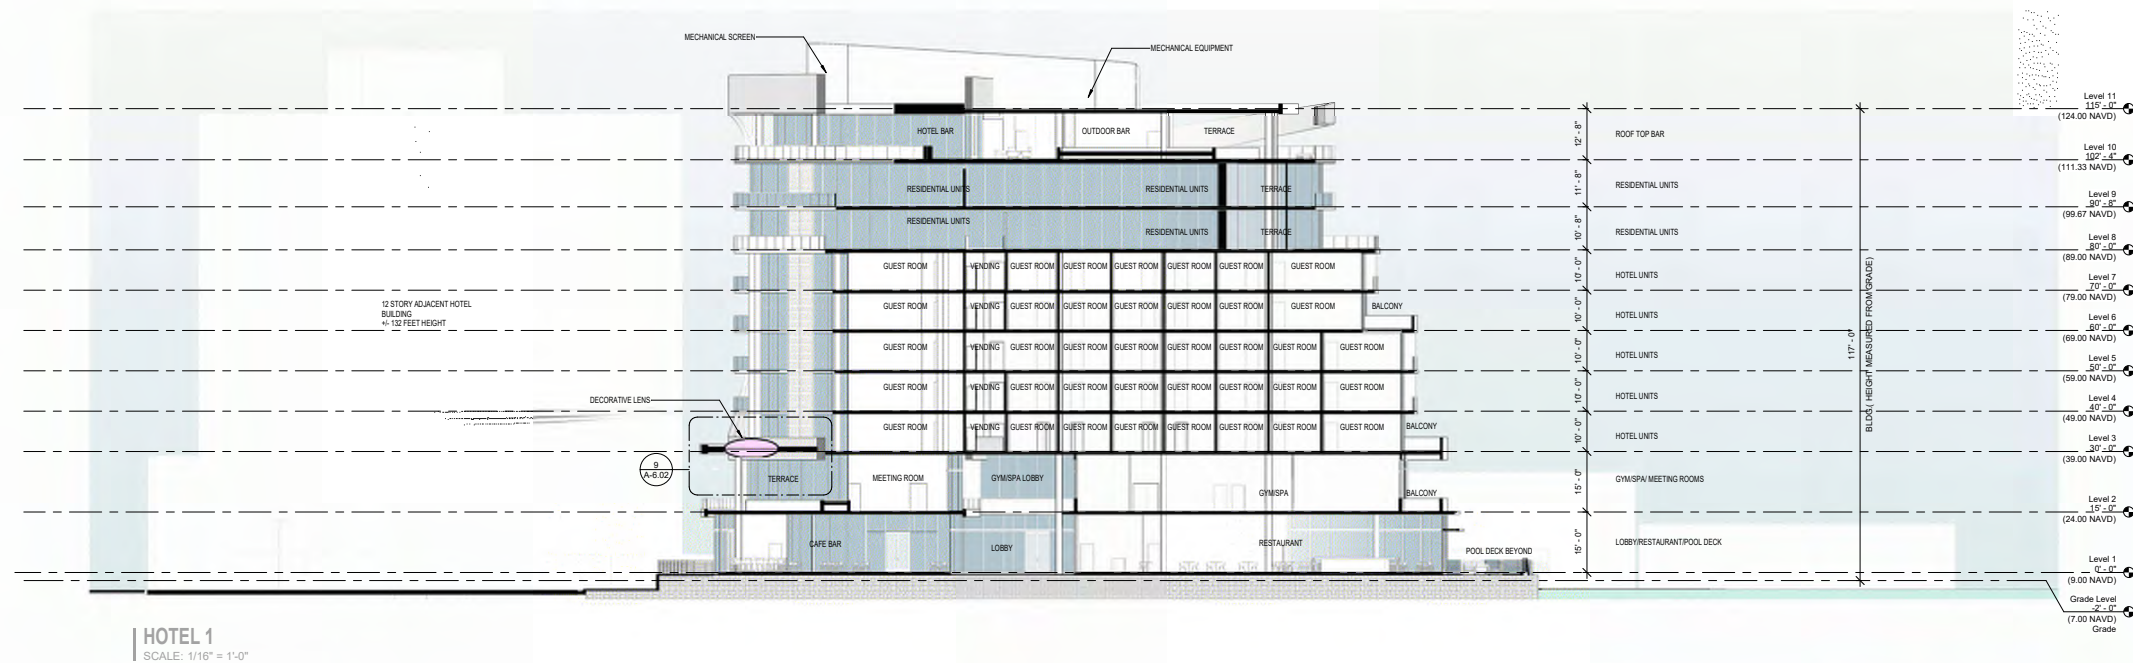 MECHANICAL SCREEN
MECHANICAL EQUIPMENT
Level 11
115' - 0"
(124.00 NAVD)
HOTEL BAR
OUTDOOR BAR
TERRACE
12' - 8"
ROOF TOP BAR
Level 10
102' - 4"
(111.33 NAVD)
RESIDENTIAL UNITS
RESIDENTIAL UNITS
TERRACE
11' - 8"
RESIDENTIAL UNITS
Level 9
90' - 8"
(99.67 NAVD)
RESIDENTIAL UNITS
RESIDENTIAL UNITS
TERRACE
10' - 8"
RESIDENTIAL UNITS
Level 8
80' - 0"
(89.00 NAVD)
GUEST ROOM
VENDING
GUEST ROOM
GUEST ROOM
GUEST ROOM
GUEST ROOM
GUEST ROOM
GUEST ROOM
10' - 0"
HOTEL UNITS
Level 7
70' - 0"
(79.00 NAVD)
12 STORY ADJACENT HOTEL
BUILDING
+/- 132 FEET HEIGHT
GUEST ROOM
VENDING
GUEST ROOM
GUEST ROOM
GUEST ROOM
GUEST ROOM
GUEST ROOM
GUEST ROOM
BALCONY
10' - 0"
HOTEL UNITS
Level 6
60' - 0"
(69.00 NAVD)
GUEST ROOM
VENDING
GUEST ROOM
GUEST ROOM
GUEST ROOM
GUEST ROOM
GUEST ROOM
GUEST ROOM
GUEST ROOM
10' - 0"
HOTEL UNITS
117' - 0"
BLDG.( HEIGHT MEASURED FROM GRADE)
Level 5
50' - 0"
(59.00 NAVD)
GUEST ROOM
VENDING
GUEST ROOM
GUEST ROOM
GUEST ROOM
GUEST ROOM
GUEST ROOM
GUEST ROOM
GUEST ROOM
10' - 0"
HOTEL UNITS
Level 4
40' - 0"
(49.00 NAVD)
DECORATIVE LENS
GUEST ROOM
VENDING
GUEST ROOM
GUEST ROOM
GUEST ROOM
GUEST ROOM
GUEST ROOM
GUEST ROOM
GUEST ROOM
BALCONY
10' - 0"
HOTEL UNITS
Level 3
30' - 0"
(39.00 NAVD)
9
A-6.02
TERRACE
MEETING ROOM
GYM/SPA LOBBY
GYM/SPA
BALCONY
15' - 0"
GYM/SPA/ MEETING ROOMS
Level 2
15' - 0"
(24.00 NAVD)
CAFE BAR
LOBBY
RESTAURANT
POOL DECK BEYOND
15' - 0"
LOBBY/RESTAURANT/POOL DECK
Level 1
0' - 0"
(9.00 NAVD)
Grade Level
-2' - 0"
(7.00 NAVD)
Grade
HOTEL 1
SCALE: 1/16" = 1'-0"